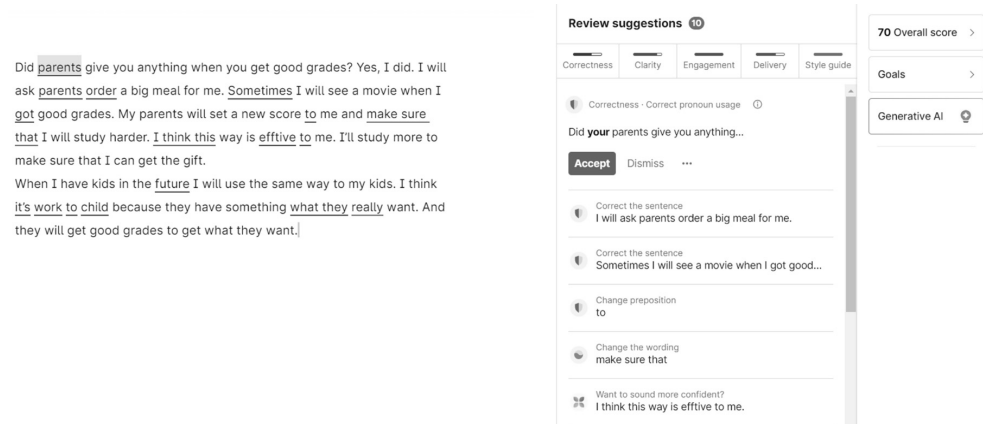 Did parents give you anything when you get good grades? Yes, I did. I will
ask parents order a big meal for me. Sometimes I will see a movie when I
got good grades. My parents will set a new score to me and make sure
that I will study harder. I think this way is efftive to me. I'll study more to
make sure that I can get the gift.
When I have kids in the future I will use the same way to my kids. I think
it's work to child because they have something what they really want. And
they will get good grades to get what they want.
Review suggestions 10
Correctness Clarity Engagement Delivery Style guide
Correctness · Correct pronoun usage
Did your parents give you anything...
Accept Dismiss ...
Correct the sentence
I will ask parents order a big meal for me.
Correct the sentence
Sometimes I will see a movie when I got good...
Change preposition
to
Change the wording
make sure that
Want to sound more confident?
I think this way is efftive to me.
70 Overall score
Goals
Generative AI